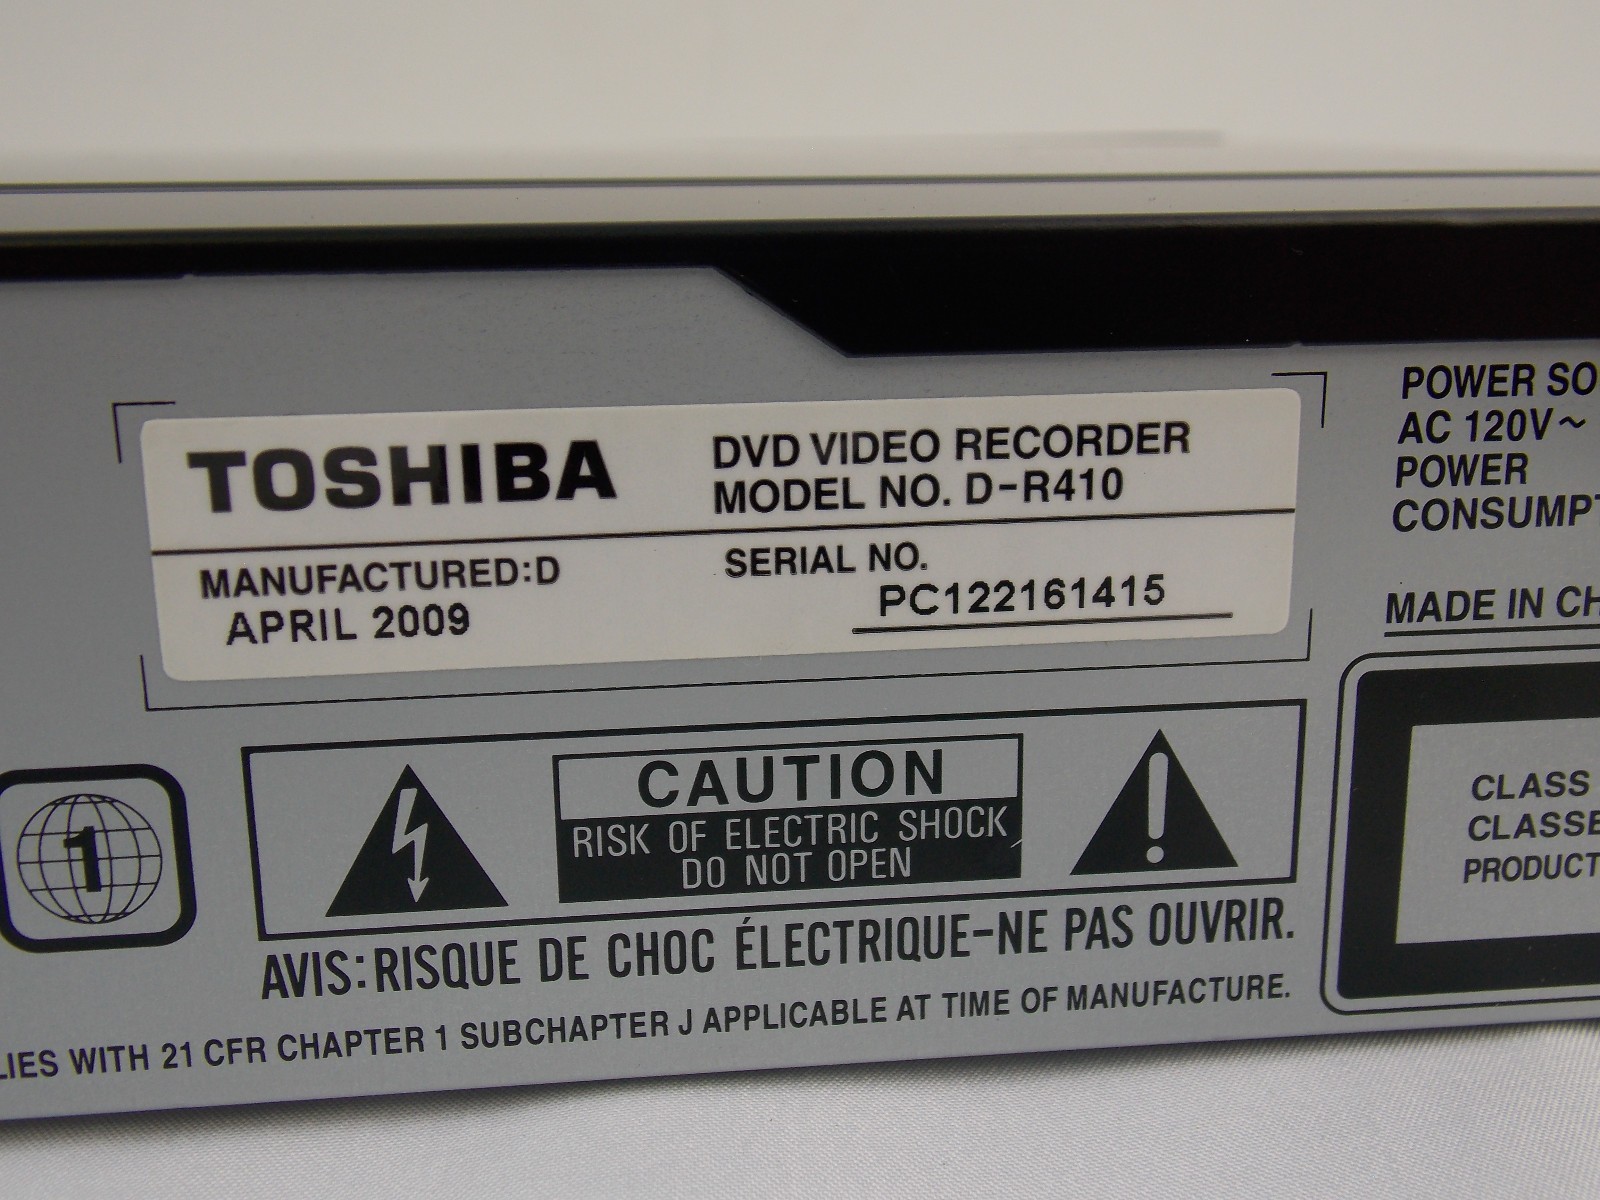 TOSHIBA
DVD VIDEO RECORDER
MODEL NO. D-R410
MANUFACTURED:D
APRIL 2009
SERIAL NO.
PC122161415
POWER SO
AC 120V~
POWER
CONSUMPT
MADE IN CH
1
CAUTION
RISK OF ELECTRIC SHOCK
DO NOT OPEN
AVIS:RISQUE DE CHOC ÉLECTRIQUE-NE PAS OUVRIR.
LIES WITH 21 CFR CHAPTER 1 SUBCHAPTER J APPLICABLE AT TIME OF MANUFACTURE.
CLASS
CLASSE
PRODUCT